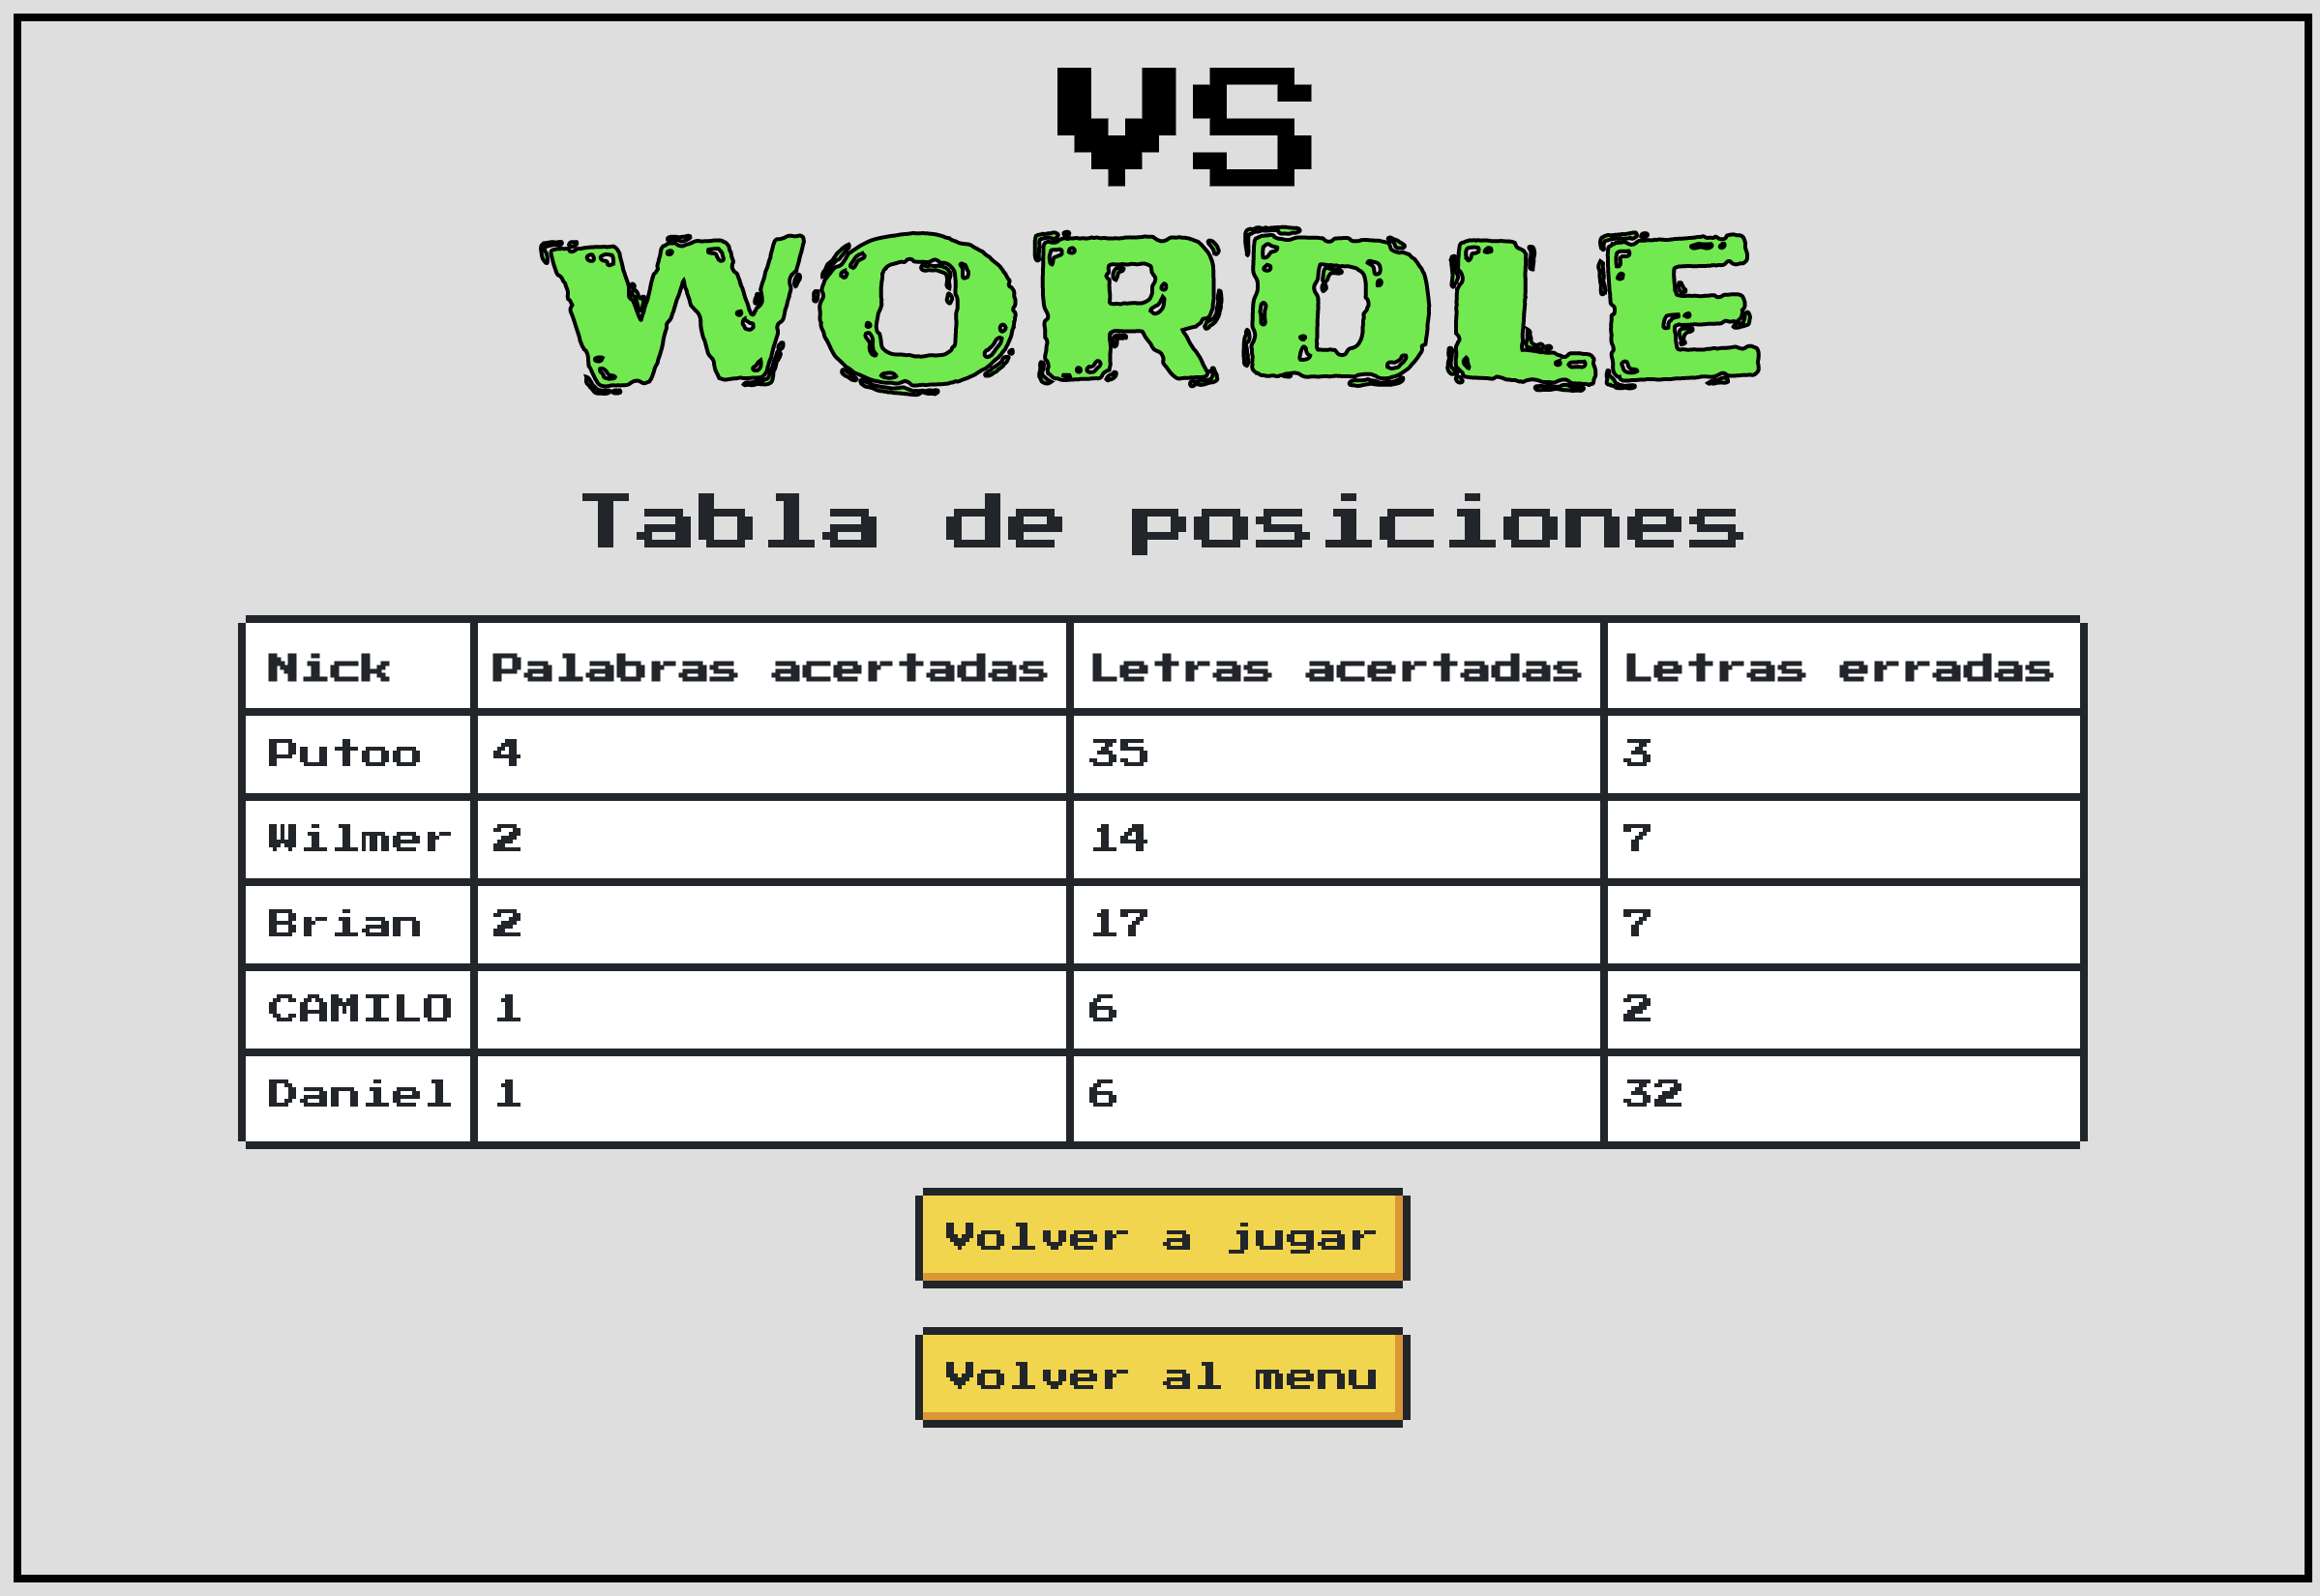 VS
WORDLE
Tabla de posiciones
Nick Palabras acertadas Letras acertadas Letras erradas
Putoo 4 35 3
Wilmer 2 14 7
Brian 2 17 7
CAMILO 1 6 2
Daniel 1 6 32
Volver a jugar
Volver al menu